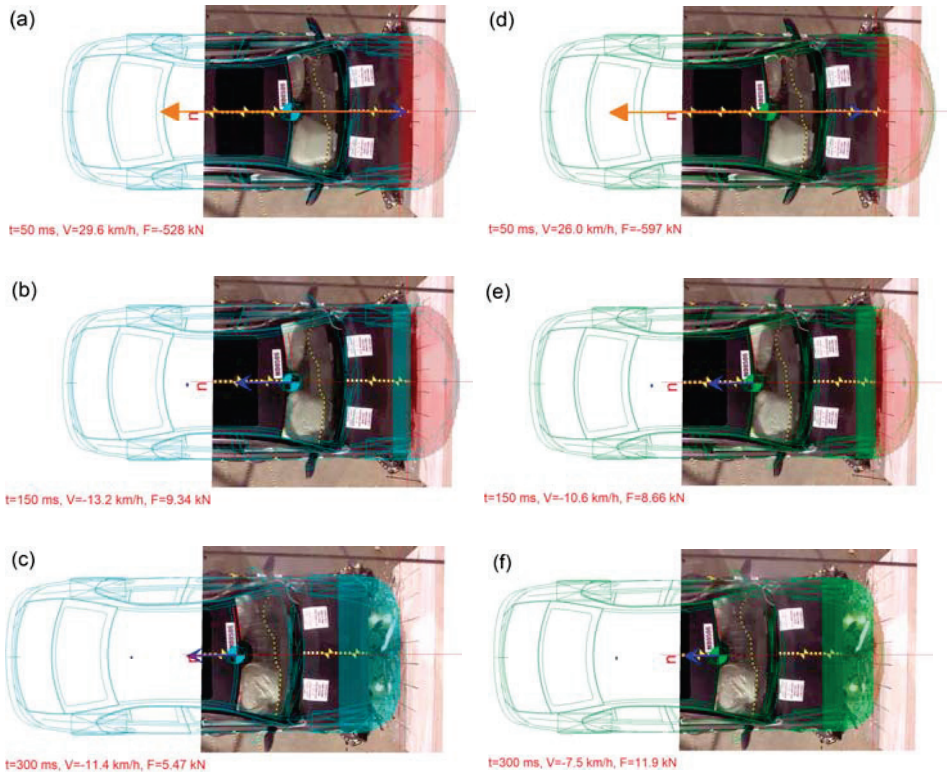 (a)
(d)
t=50 ms, V=29.6 km/h, F=-528 kN
t=50 ms, V=26.0 km/h, F=-597 kN
(b)
(e)
t=150 ms, V=-13.2 km/h, F=9.34 kN
t=150 ms, V=-10.6 km/h, F=8.66 kN
(c)
(f)
t=300 ms, V=-11.4 km/h, F=5.47 kN
t=300 ms, V=-7.5 km/h, F=11.9 kN